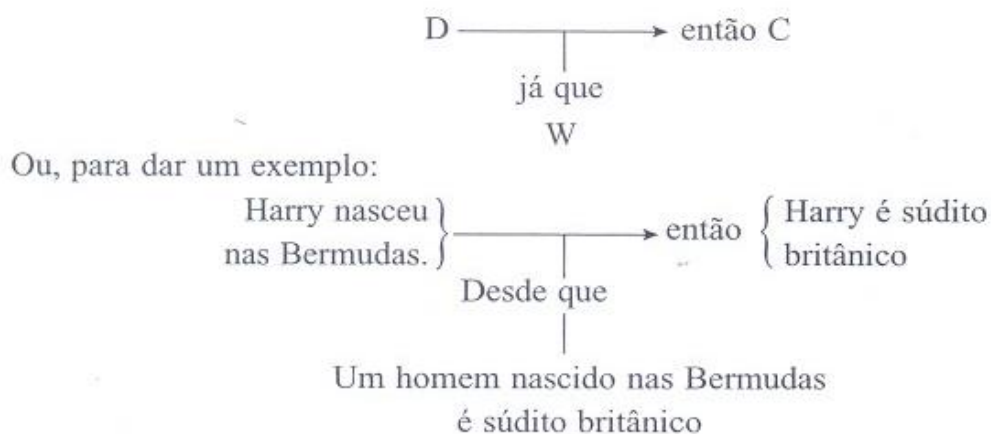 D então C
já que
W
Ou, para dar um exemplo:
Harry nasceu
nas Bermudas.
então
Harry é súdito
britânico
Desde que
Um homem nascido nas Bermudas
é súdito britânico